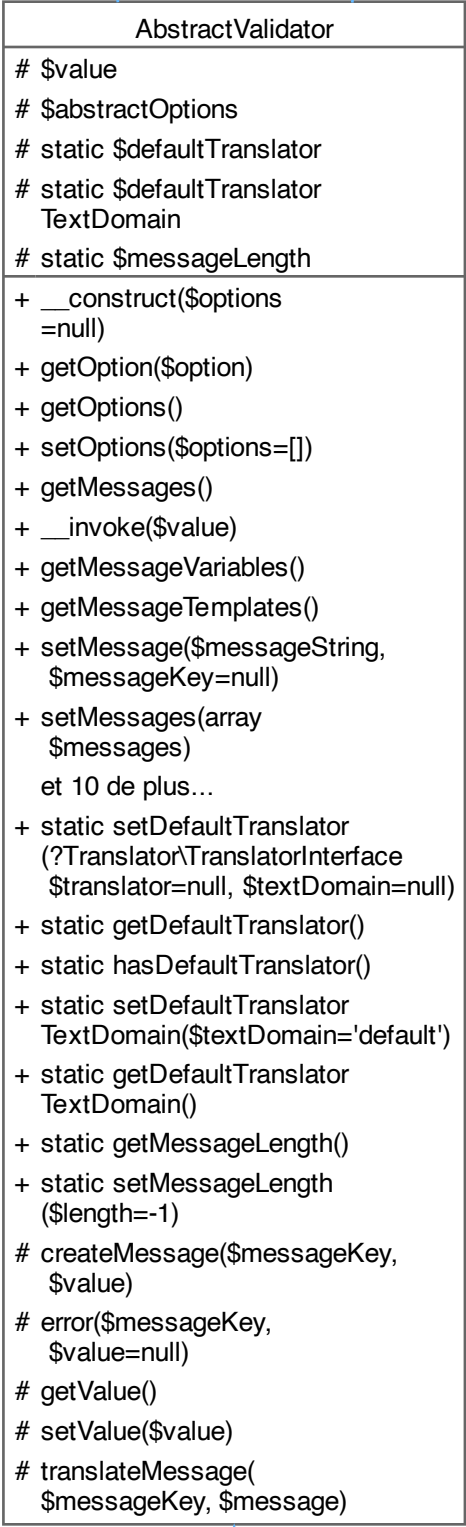 AbstractValidator
# $value
# $abstractOptions
# static $defaultTranslator
# static $defaultTranslator
TextDomain
# static $messageLength
+ __construct($options
=null)
+ getOption($option)
+ getOptions()
+ setOptions($options=[])
+ getMessages()
+ __invoke($value)
+ getMessageVariables()
+ getMessageTemplates()
+ setMessage($messageString,
$messageKey=null)
+ setMessages(array
$messages)
et 10 de plus...
+ static setDefaultTranslator
(?Translator\TranslatorInterface
$translator=null, $textDomain=null)
+ static getDefaultTranslator()
+ static hasDefaultTranslator()
+ static setDefaultTranslator
TextDomain($textDomain='default')
+ static getDefaultTranslator
TextDomain()
+ static getMessageLength()
+ static setMessageLength
($length=-1)
# createMessage($messageKey,
$value)
# error($messageKey,
$value=null)
# getValue()
# setValue($value)
# translateMessage(
$messageKey, $message)